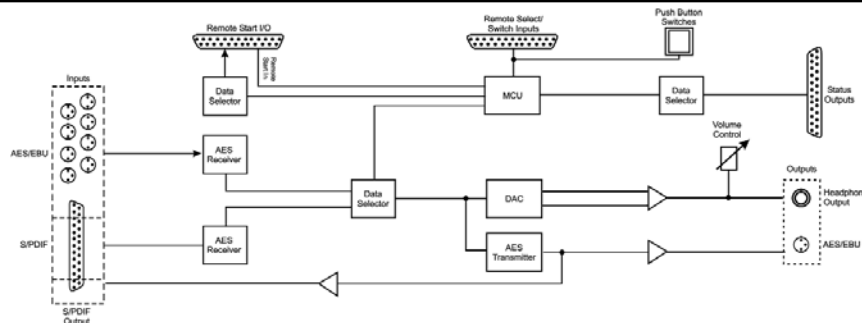 Remote Start I/O
Remote Select/
Switch Inputs
Push Button
Switches
Inputs
Remote
Start I/s
Data
Selector
MCU
Data
Selector
Status
Outputs
AES/EBU
AES
Receiver
Volume
Control
Outputs
Data
Selector
DAC
Headphon
Output
S/PDIF
AES
Receiver
AES
Transmitter
AES/EBU
S/PDIF
Output